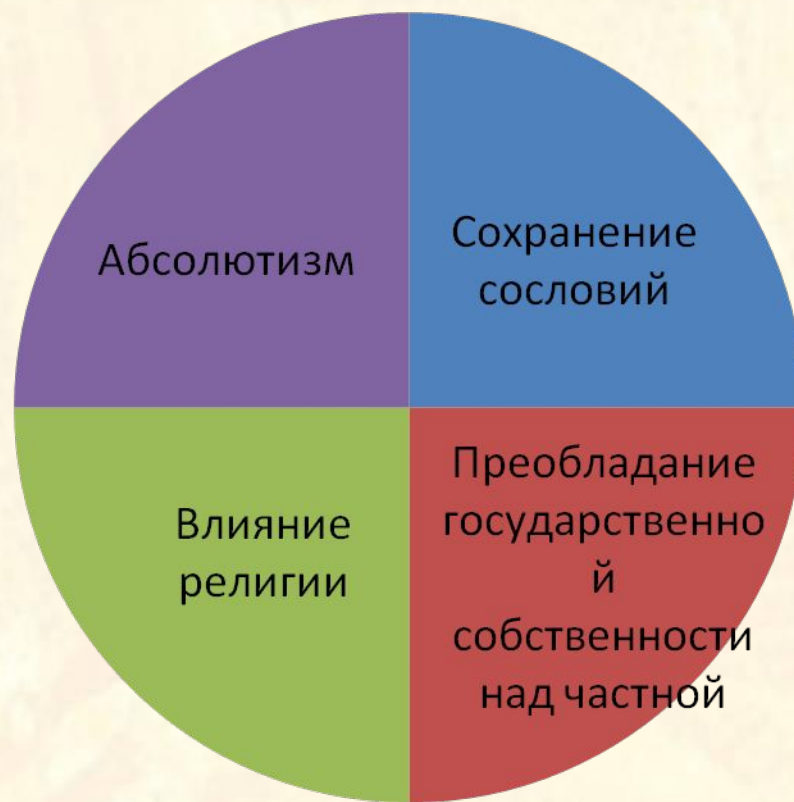 Абсолютизм
Сохранение
сословий
Влияние
религии
Преобладание
государственно
й
собственности
над частной